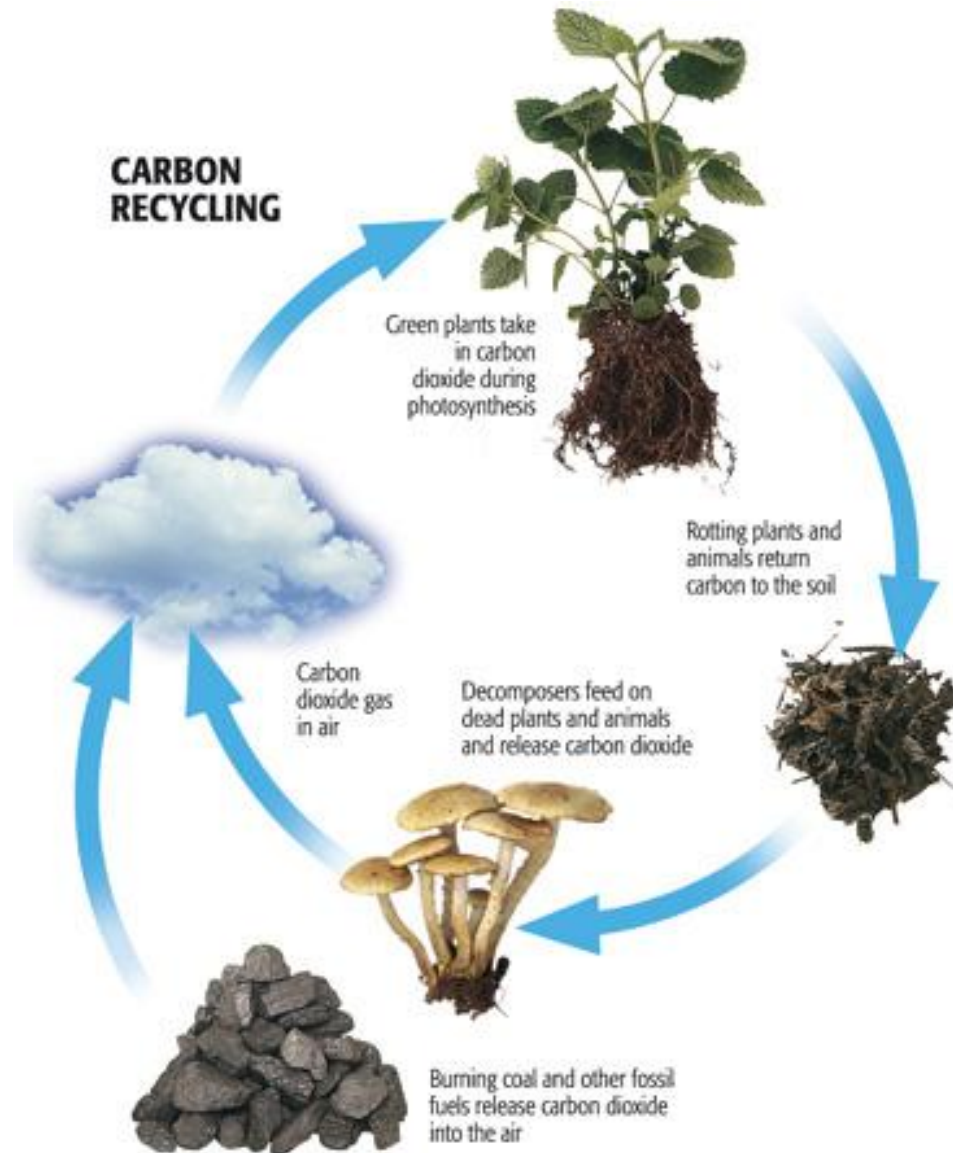 CARBON
RECYCLING
Green plants take
in carbon
dioxide during
photosynthesis
Rotting plants and
animals return
carbon to the soil
Carbon
dioxide gas
in air
Decomposers feed on
dead plants and animals
and release carbon dioxide
Burning coal and other fossil
fuels release carbon dioxide
into the air